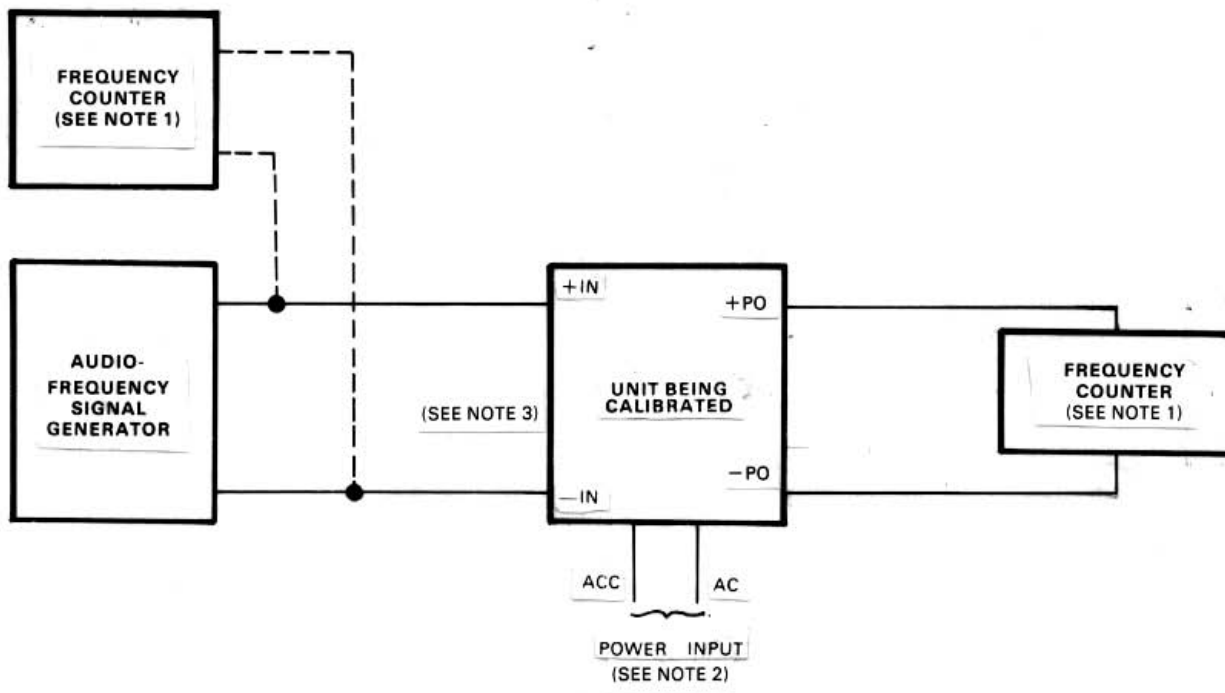 FREQUENCY
COUNTER
(SEE NOTE 1)
AUDIO-
FREQUENCY
SIGNAL
GENERATOR
(SEE NOTE 3)
+IN
-IN
UNIT BEING
CALIBRATED
+PO
-PO
FREQUENCY
COUNTER
(SEE NOTE 1)
ACC
AC
POWER INPUT
(SEE NOTE 2)